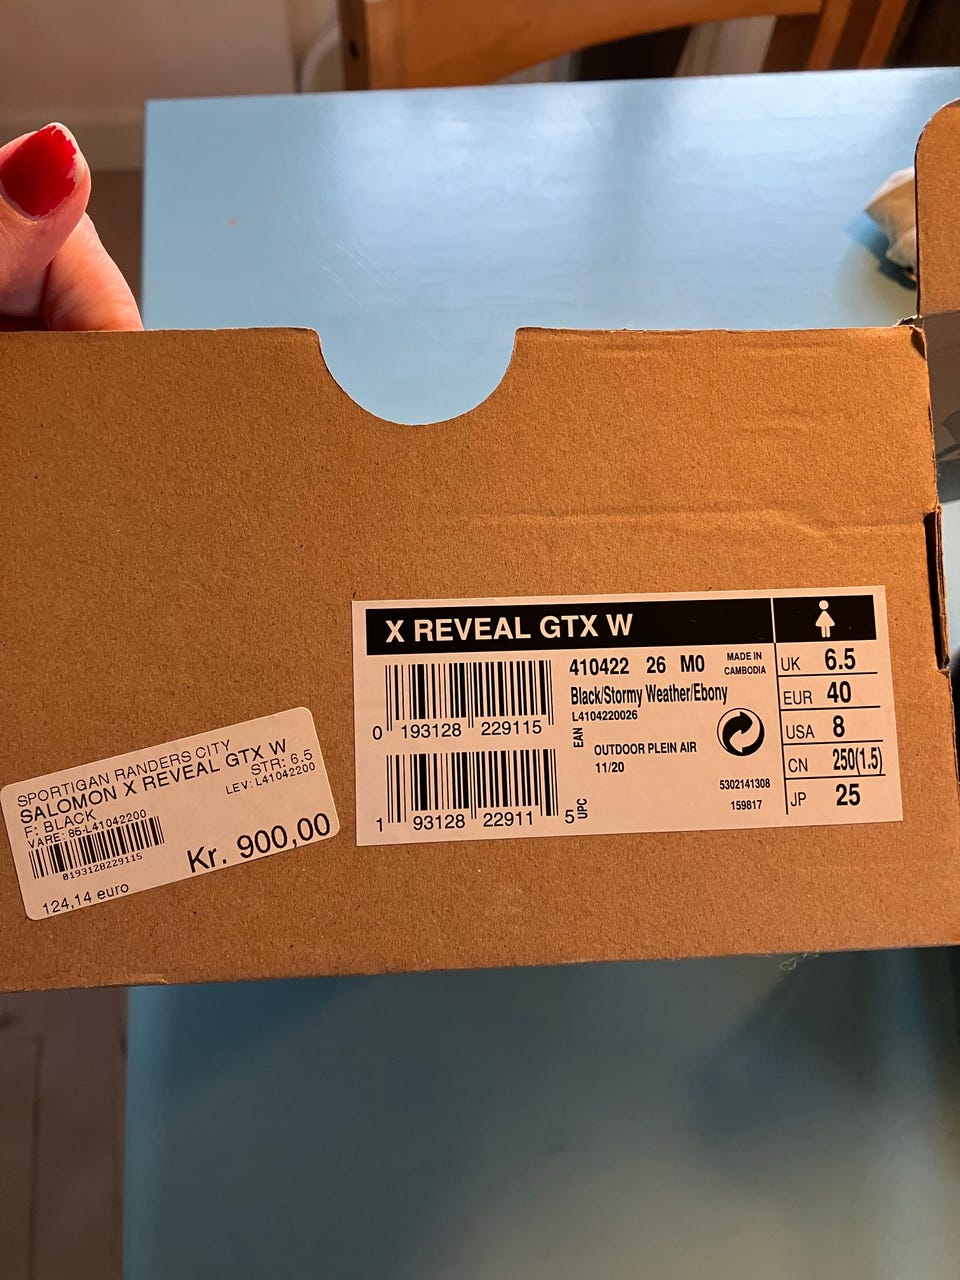 X REVEAL GTX W
0 193128 229115
1 93128 22911 5
EAN
UPC
410422 26 M0
MADE IN
CAMBODIA
Black/Stormy Weather/Ebony
L4104220026
OUTDOOR PLEIN AIR
11/20
5302141308
159817
UK 6.5
EUR 40
USA 8
CN 250(1.5)
JP 25
SPORTIGAN RANDERS CITY
SALOMON X REVEAL GTX W
F: BLACK STR: 6.5
VARE: 85-L41042200 LEV: L41042200
0193128229115
Kr. 900,00
124,14 euro